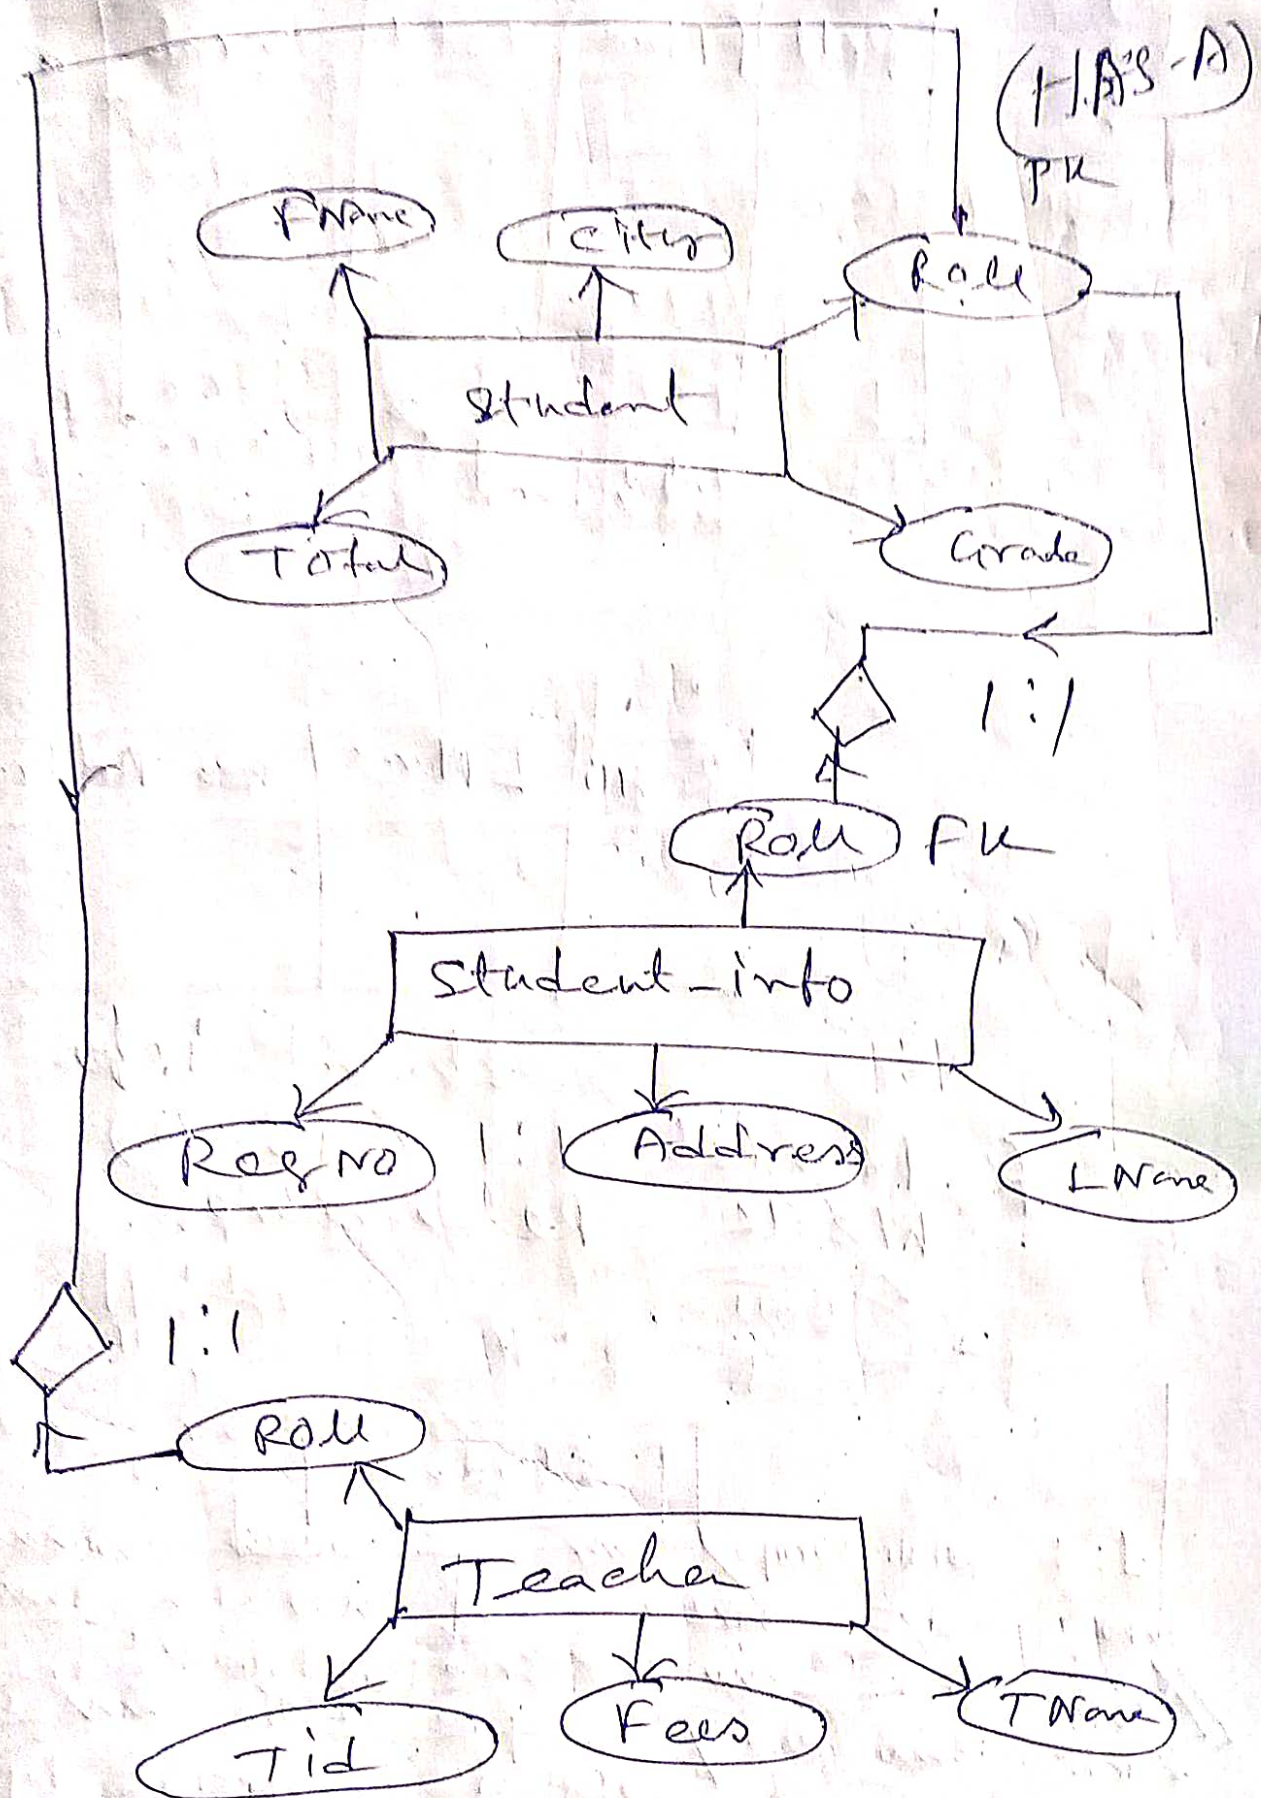 (HAS-A)
PK
FName
City
Roll
Student
Total
Grade
1:1
Roll FK
Student_info
RegNo
Address
LName
1:1
Roll
Teacher
Tid
Fees
TName